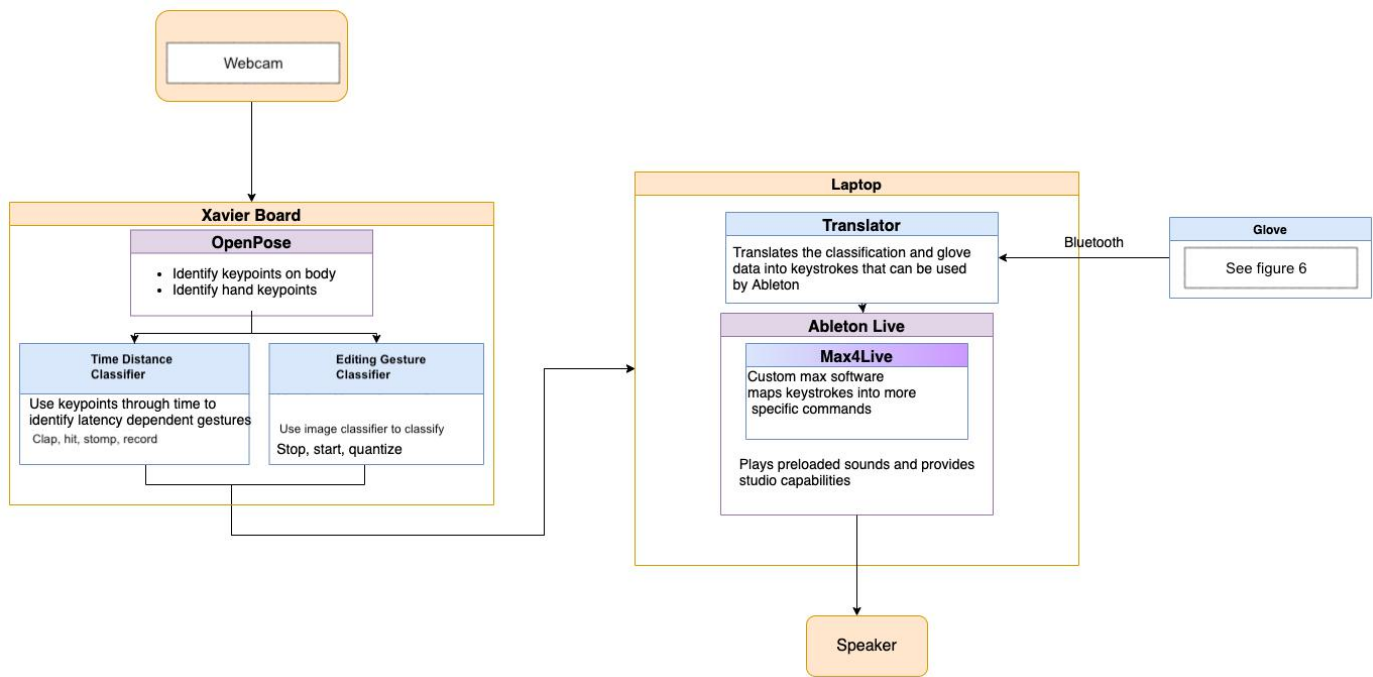 Webcam
Xavier Board
OpenPose
• Identify keypoints on body
• Identify hand keypoints
Time Distance
Classifier
Use keypoints through time to
identify latency dependent gestures
Clap, hit, stomp, record
Editing Gesture
Classifier
Use image classifier to classify
Stop, start, quantize
Laptop
Translator
Translates the classification and glove
data into keystrokes that can be used
by Ableton
Ableton Live
Max4Live
Custom max software
maps keystrokes into more
specific commands
Plays preloaded sounds and provides
studio capabilities
Bluetooth
Glove
See figure 6
Speaker